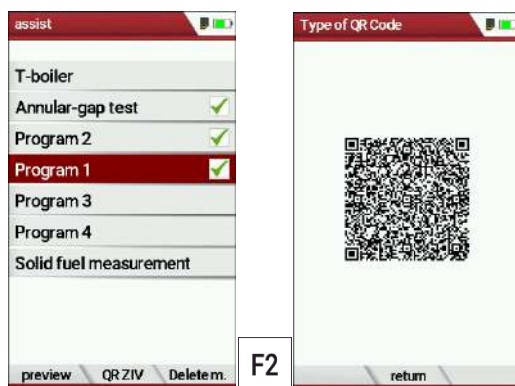 assist
T-boiler
Annular-gap test
Program 2
Program 1
Program 3
Program 4
Solid fuel measurement
preview QR ZIV Delete m.
F2
Type of QR Code
return